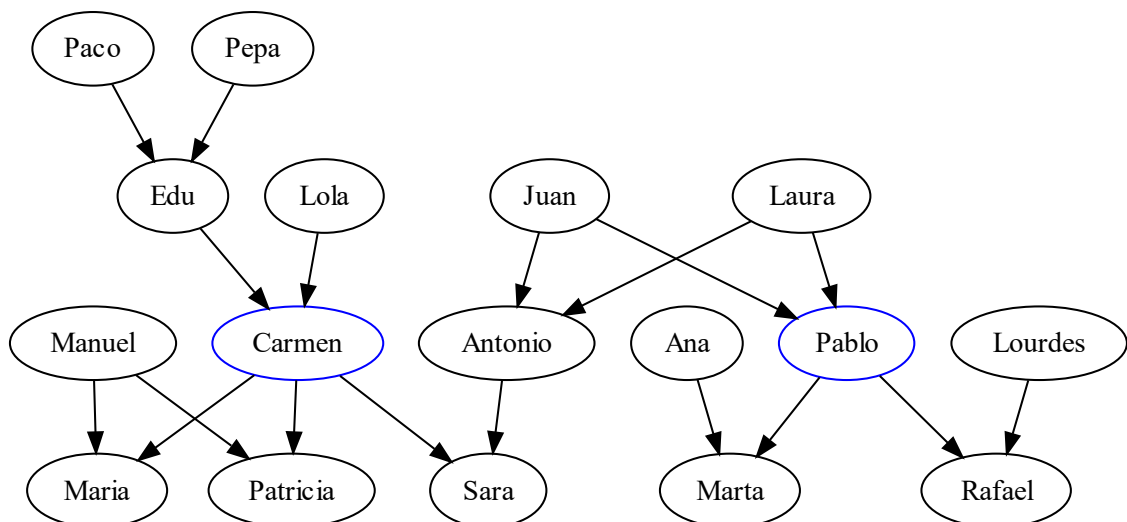 Paco
Pepa
Edu
Lola
Juan
Laura
Manuel
Carmen
Antonio
Ana
Pablo
Lourdes
Maria
Patricia
Sara
Marta
Rafael